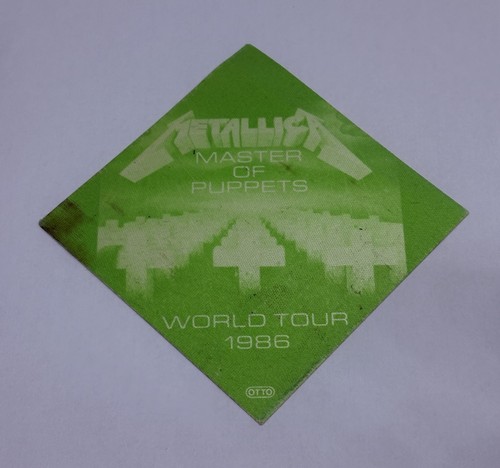 METALLICA
MASTER
OF
PUPPETS
WORLD TOUR
1986
OTTO